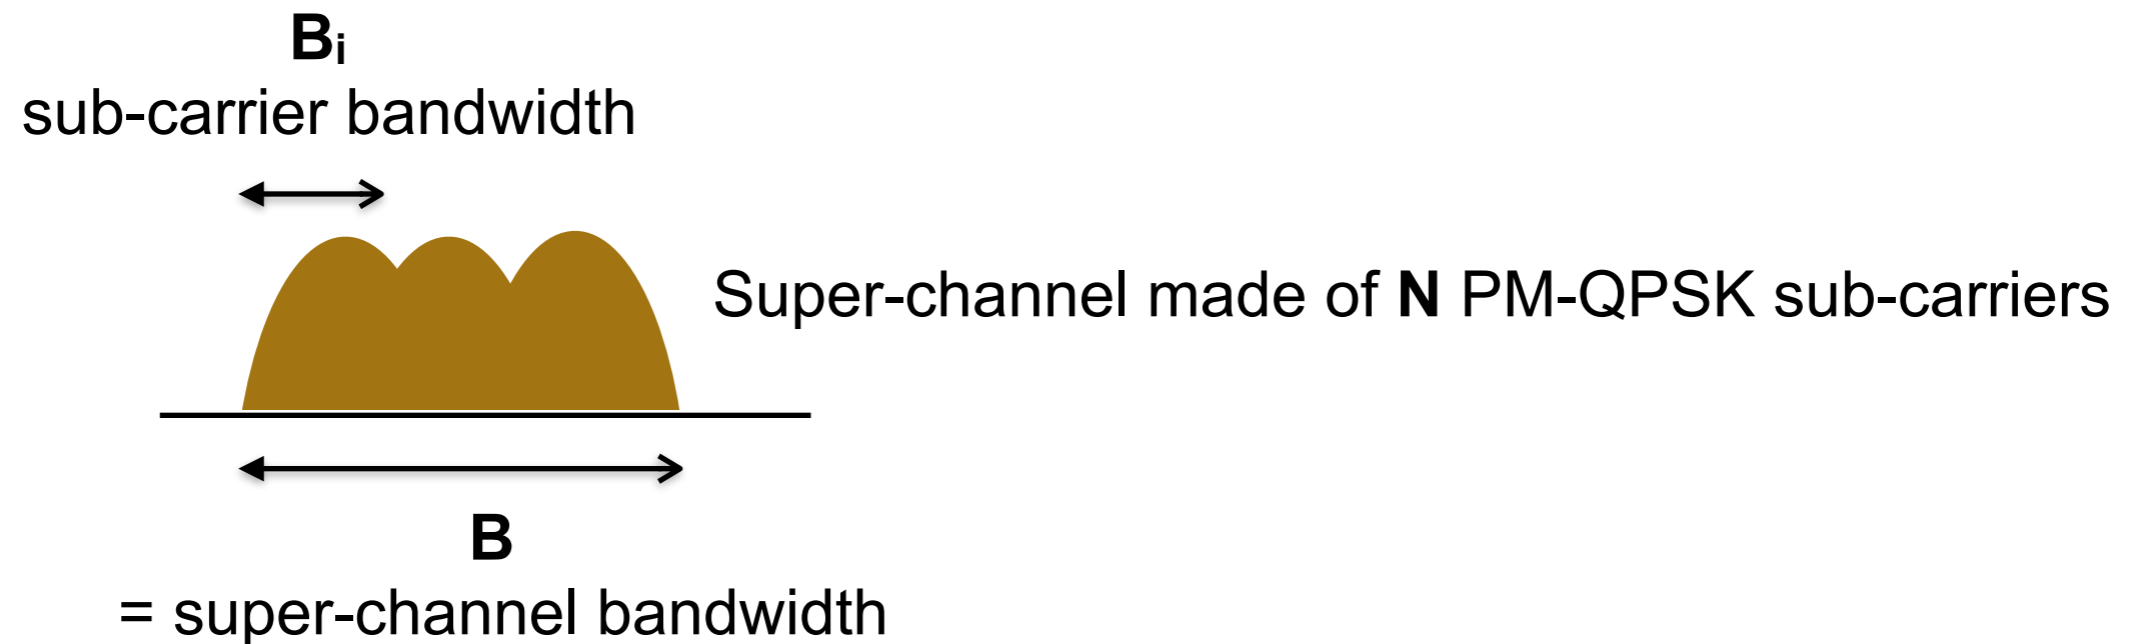 Bi
sub-carrier bandwidth
Super-channel made of N PM-QPSK sub-carriers
B
= super-channel bandwidth